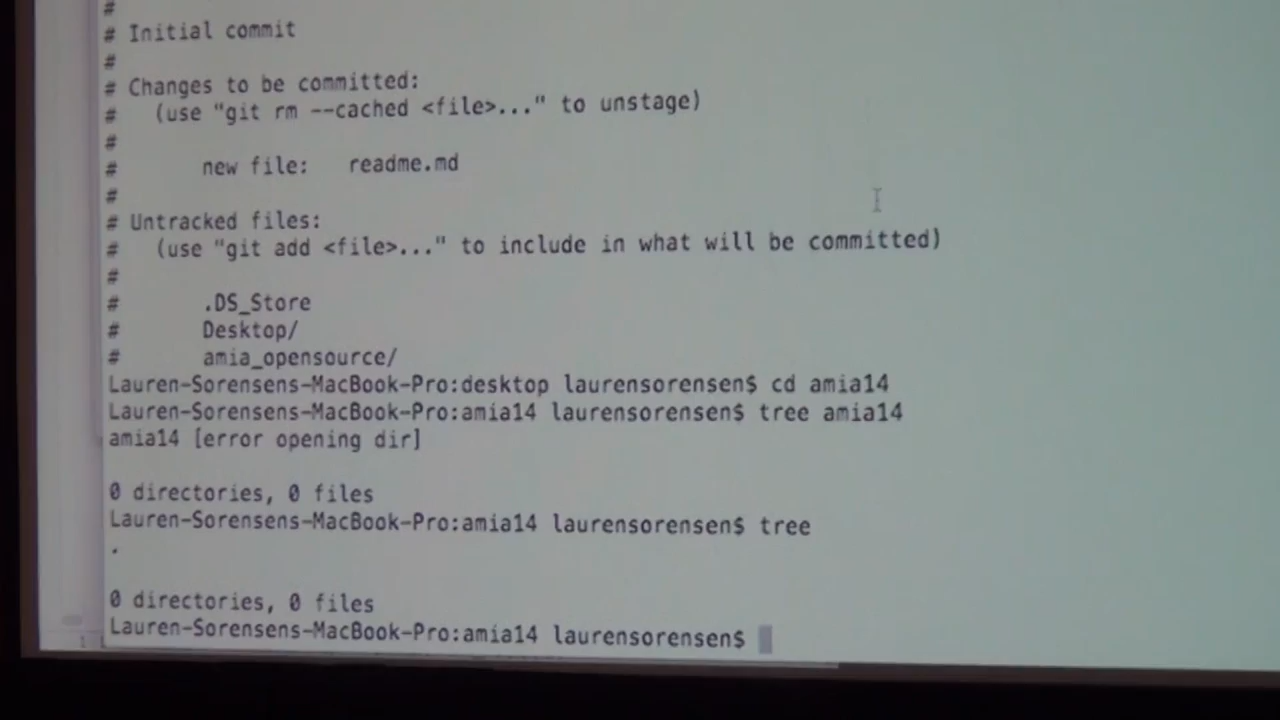 #
# Initial commit
#
# Changes to be committed:
#   (use "git rm --cached <file>..." to unstage)
#
#       new file:   readme.md
#
# Untracked files:
#   (use "git add <file>..." to include in what will be committed)
#
#       .DS_Store
#       Desktop/
#       amia_opensource/
Lauren-Sorensens-MacBook-Pro:desktop laurensorensen$ cd amia14
Lauren-Sorensens-MacBook-Pro:amia14 laurensorensen$ tree amia14
amia14 [error opening dir]
0 directories, 0 files
Lauren-Sorensens-MacBook-Pro:amia14 laurensorensen$ tree
.
0 directories, 0 files
Lauren-Sorensens-MacBook-Pro:amia14 laurensorensen$